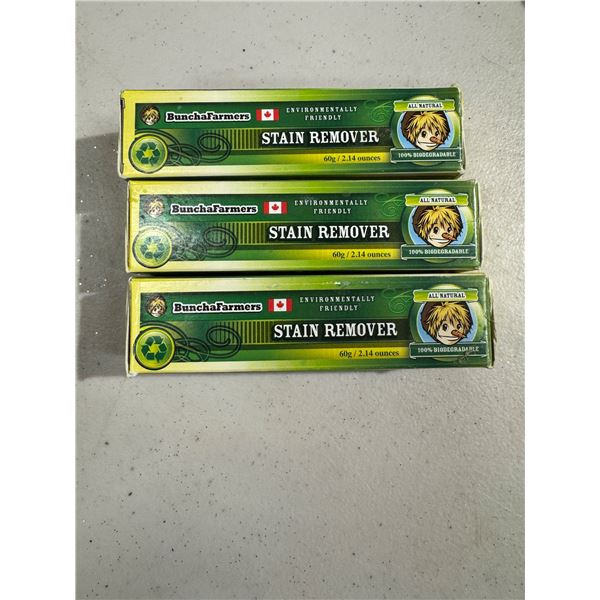 BunchaFarmers
ENVIRONMENTALLY
FRIENDLY
STAIN REMOVER
60g / 2.14 ounces
ALL NATURAL
100% BIODEGRADABLE
BunchaFarmers
ENVIRONMENTALLY
FRIENDLY
STAIN REMOVER
60g / 2.14 ounces
ALL NATURAL
100% BIODEGRADABLE
BunchaFarmers
ENVIRONMENTALLY
FRIENDLY
STAIN REMOVER
60g / 2.14 ounces
ALL NATURAL
100% BIODEGRADABLE